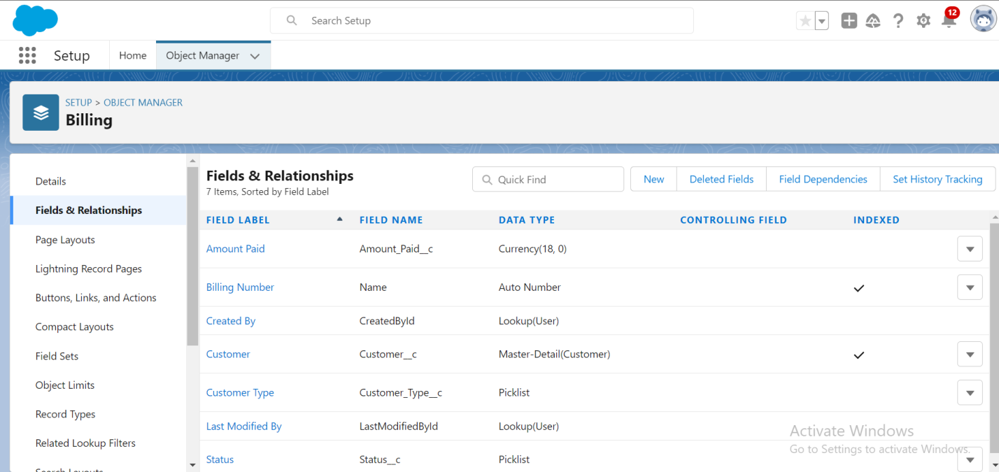 Search Setup
12
Setup
Home
Object Manager
SETUP > OBJECT MANAGER
Billing
Details
Fields & Relationships
Page Layouts
Lightning Record Pages
Buttons, Links, and Actions
Compact Layouts
Field Sets
Object Limits
Record Types
Related Lookup Filters
Search Layouts
Fields & Relationships
7 Items, Sorted by Field Label
Quick Find
New
Deleted Fields
Field Dependencies
Set History Tracking
FIELD LABEL FIELD NAME DATA TYPE CONTROLLING FIELD INDEXED
Amount Paid Amount_Paid__c Currency(18, 0)
Billing Number Name Auto Number
Created By CreatedById Lookup(User)
Customer Customer__c Master-Detail(Customer)
Customer Type Customer_Type__c Picklist
Last Modified By LastModifiedById Lookup(User)
Status Status__c Picklist
Activate Windows
Go to Settings to activate Windows.